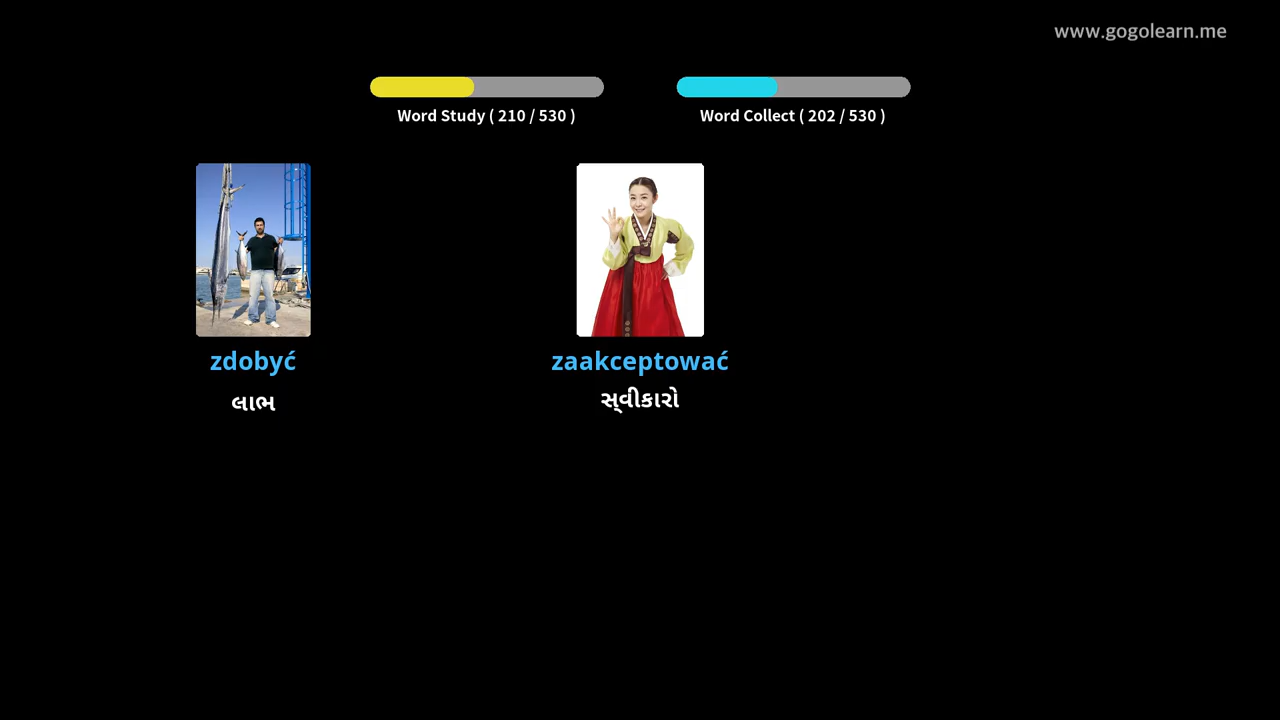 www.gogolearn.me
Word Study ( 210 / 530 )
Word Collect ( 202 / 530 )
zdobyć
zaakceptować
લાભ
સ્વીકારો